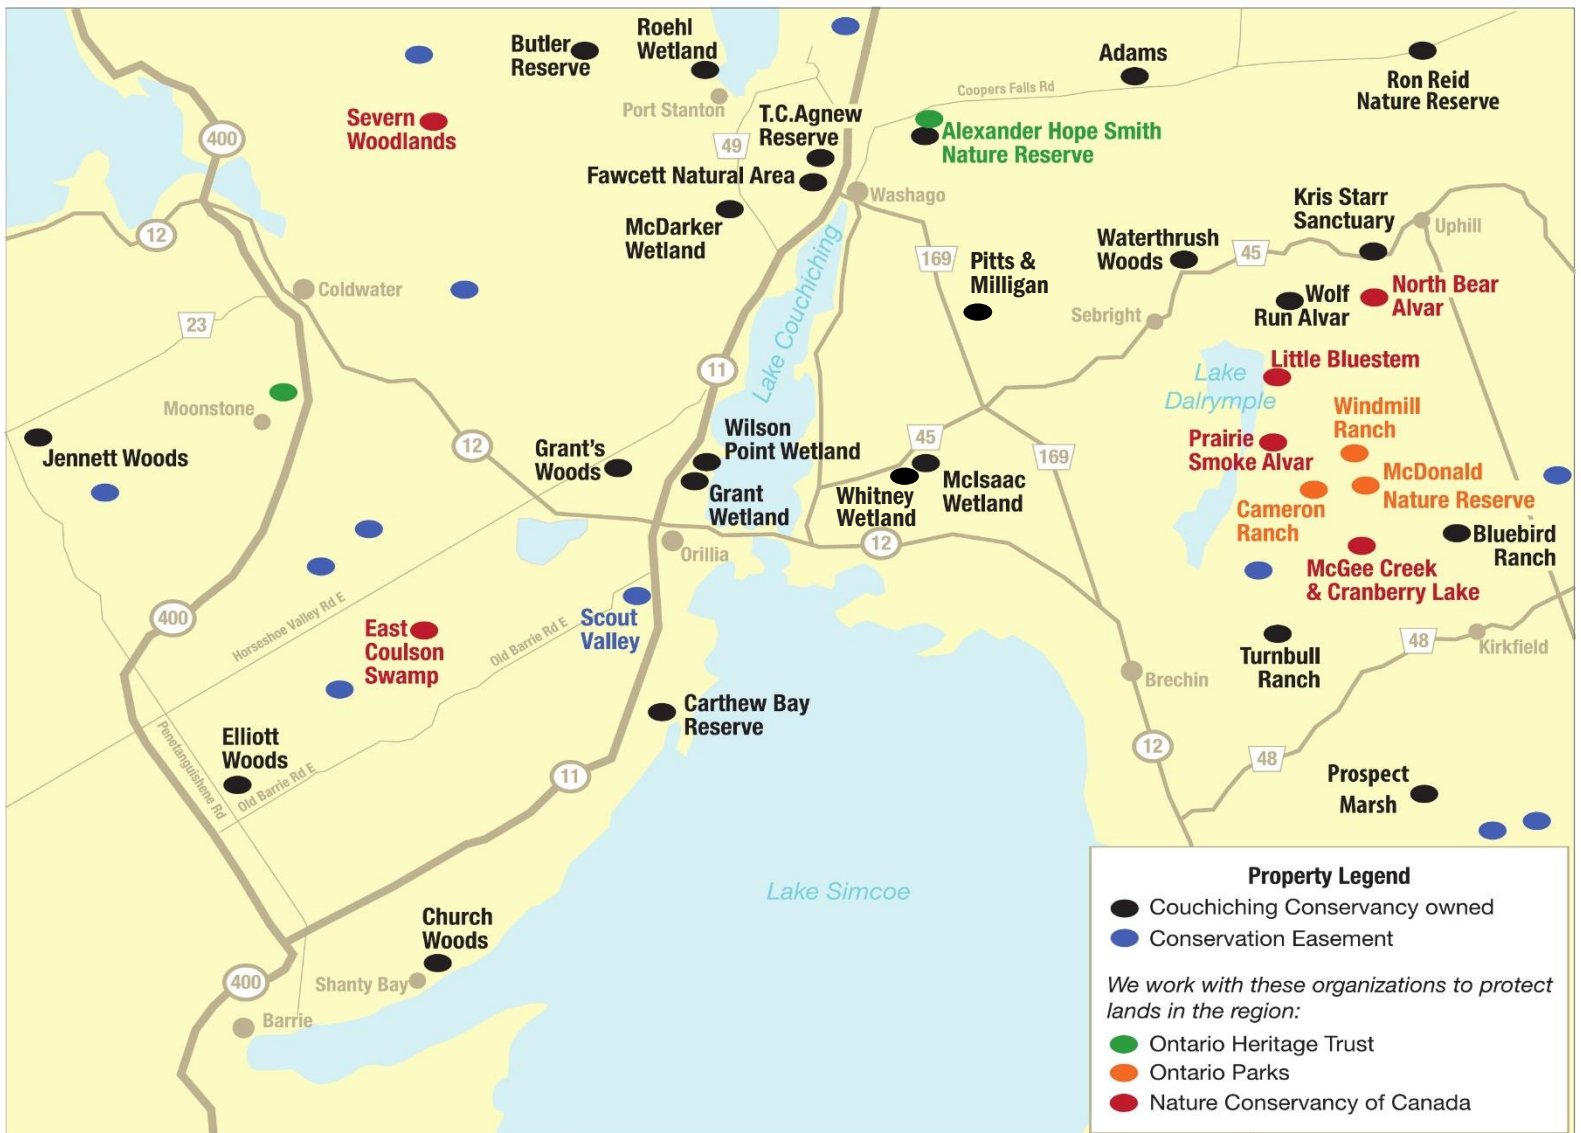 Butler
Reserve
Roehl
Wetland
Port Stanton
Adams
Ron Reid
Nature Reserve
Coopers Falls Rd
Severn
Woodlands
400
49
T.C.Agnew
Reserve
Alexander Hope Smith
Nature Reserve
Fawcett Natural Area
Washago
McDarker
Wetland
12
Kris Starr
Sanctuary
Uphill
Waterthrush
Woods
45
169
Pitts &
Milligan
Lake Couchiching
Coldwater
23
Sebright
Wolf
Run Alvar
North Bear
Alvar
Little Bluestem
Lake
Dalrymple
11
Moonstone
Windmill
Ranch
Jennett Woods
12
Grant's
Woods
Wilson
Point Wetland
Grant
Wetland
45
169
Whitney
Wetland
McIsaac
Wetland
Prairie
Smoke Alvar
McDonald
Nature Reserve
Cameron
Ranch
Bluebird
Ranch
12
Orillia
McGee Creek
& Cranberry Lake
400
Horseshoe Valley Rd E
East
Coulson
Swamp
Old Barrie Rd E
Scout
Valley
48
Kirkfield
Turnbull
Ranch
Brechin
Carthew Bay
Reserve
Elliott
Woods
Penetanguishene Rd
Old Barrie Rd E
11
12
48
Prospect
Marsh
Lake Simcoe
Church
Woods
Shanty Bay
400
Barrie
Property Legend
Couchiching Conservancy owned
Conservation Easement
We work with these organizations to protect
lands in the region:
Ontario Heritage Trust
Ontario Parks
Nature Conservancy of Canada